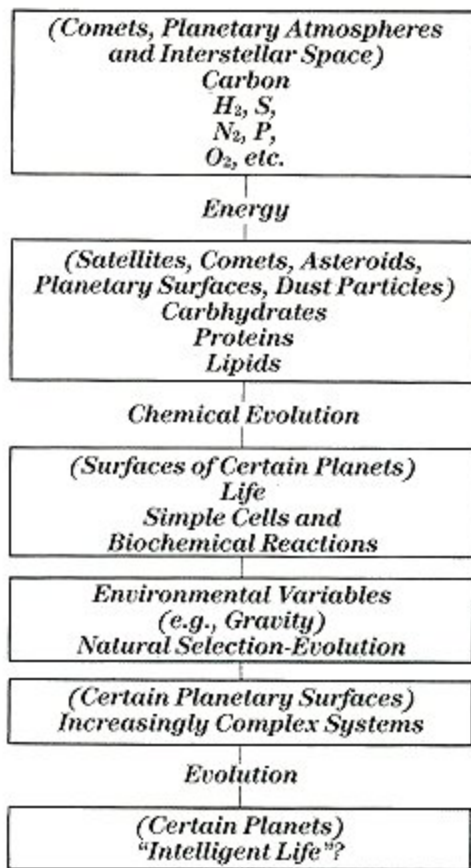 (Comets, Planetary Atmospheres
and Interstellar Space)
Carbon
H₂, S,
N₂, P,
O₂, etc.
Energy
(Satellites, Comets, Asteroids,
Planetary Surfaces, Dust Particles)
Carbhydrates
Proteins
Lipids
Chemical Evolution
(Surfaces of Certain Planets)
Life
Simple Cells and
Biochemical Reactions
Environmental Variables
(e.g., Gravity)
Natural Selection-Evolution
(Certain Planetary Surfaces)
Increasingly Complex Systems
Evolution
(Certain Planets)
“Intelligent Life”?